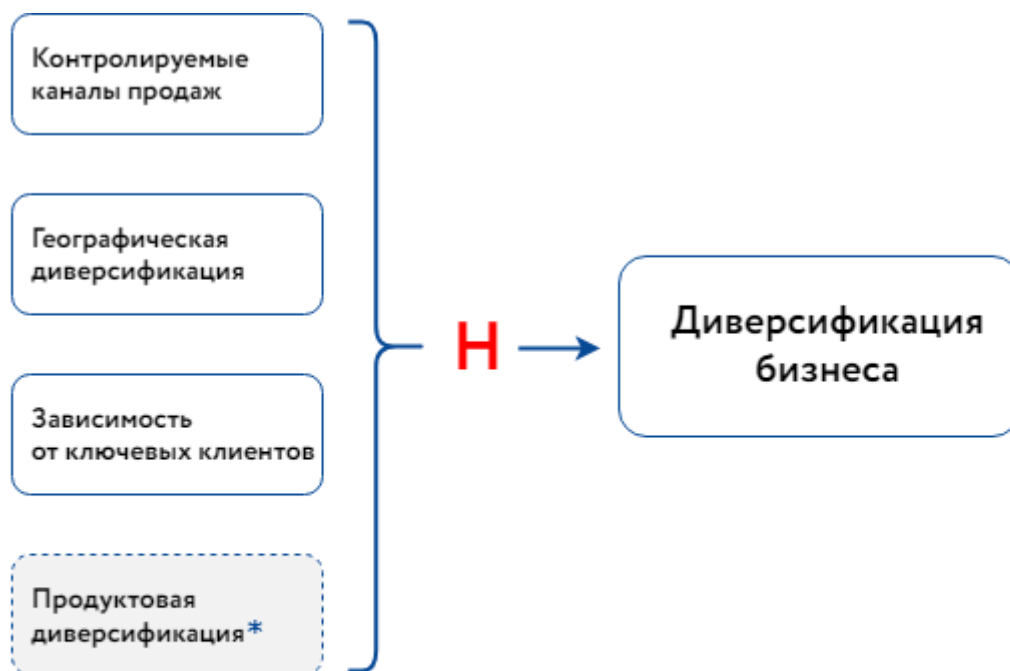 Контролируемые
каналы продаж
Географическая
диверсификация
Зависимость
от ключевых клиентов
Продуктовая
диверсификация*
Н
Диверсификация
бизнеса